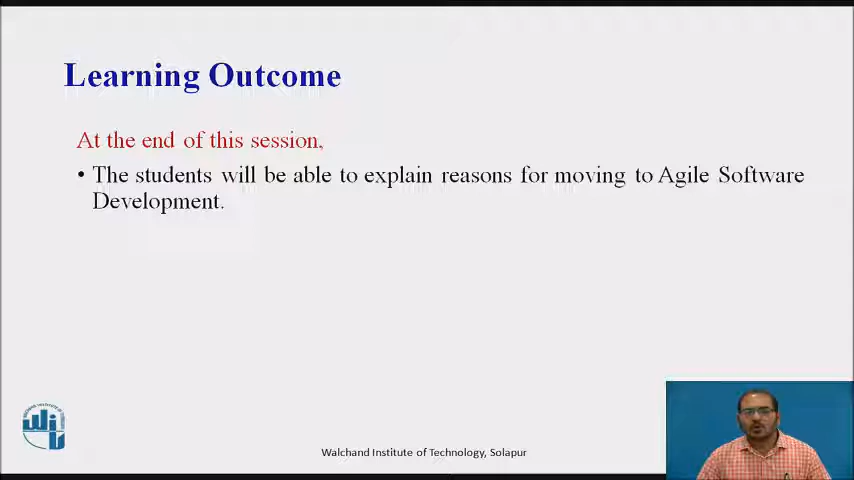 Learning Outcome
At the end of this session,
• The students will be able to explain reasons for moving to Agile Software
Development.
Walchand Institute of Technology, Solapur